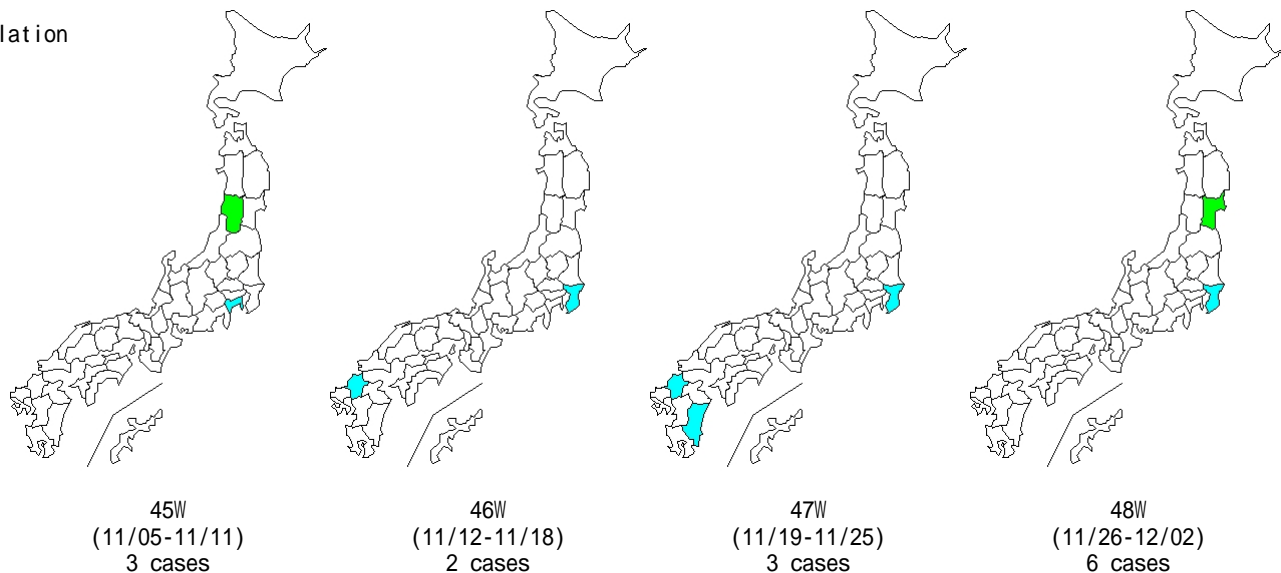 lation
45W
(11/05-11/11)
3 cases
46W
(11/12-11/18)
2 cases
47W
(11/19-11/25)
3 cases
48W
(11/26-12/02)
6 cases